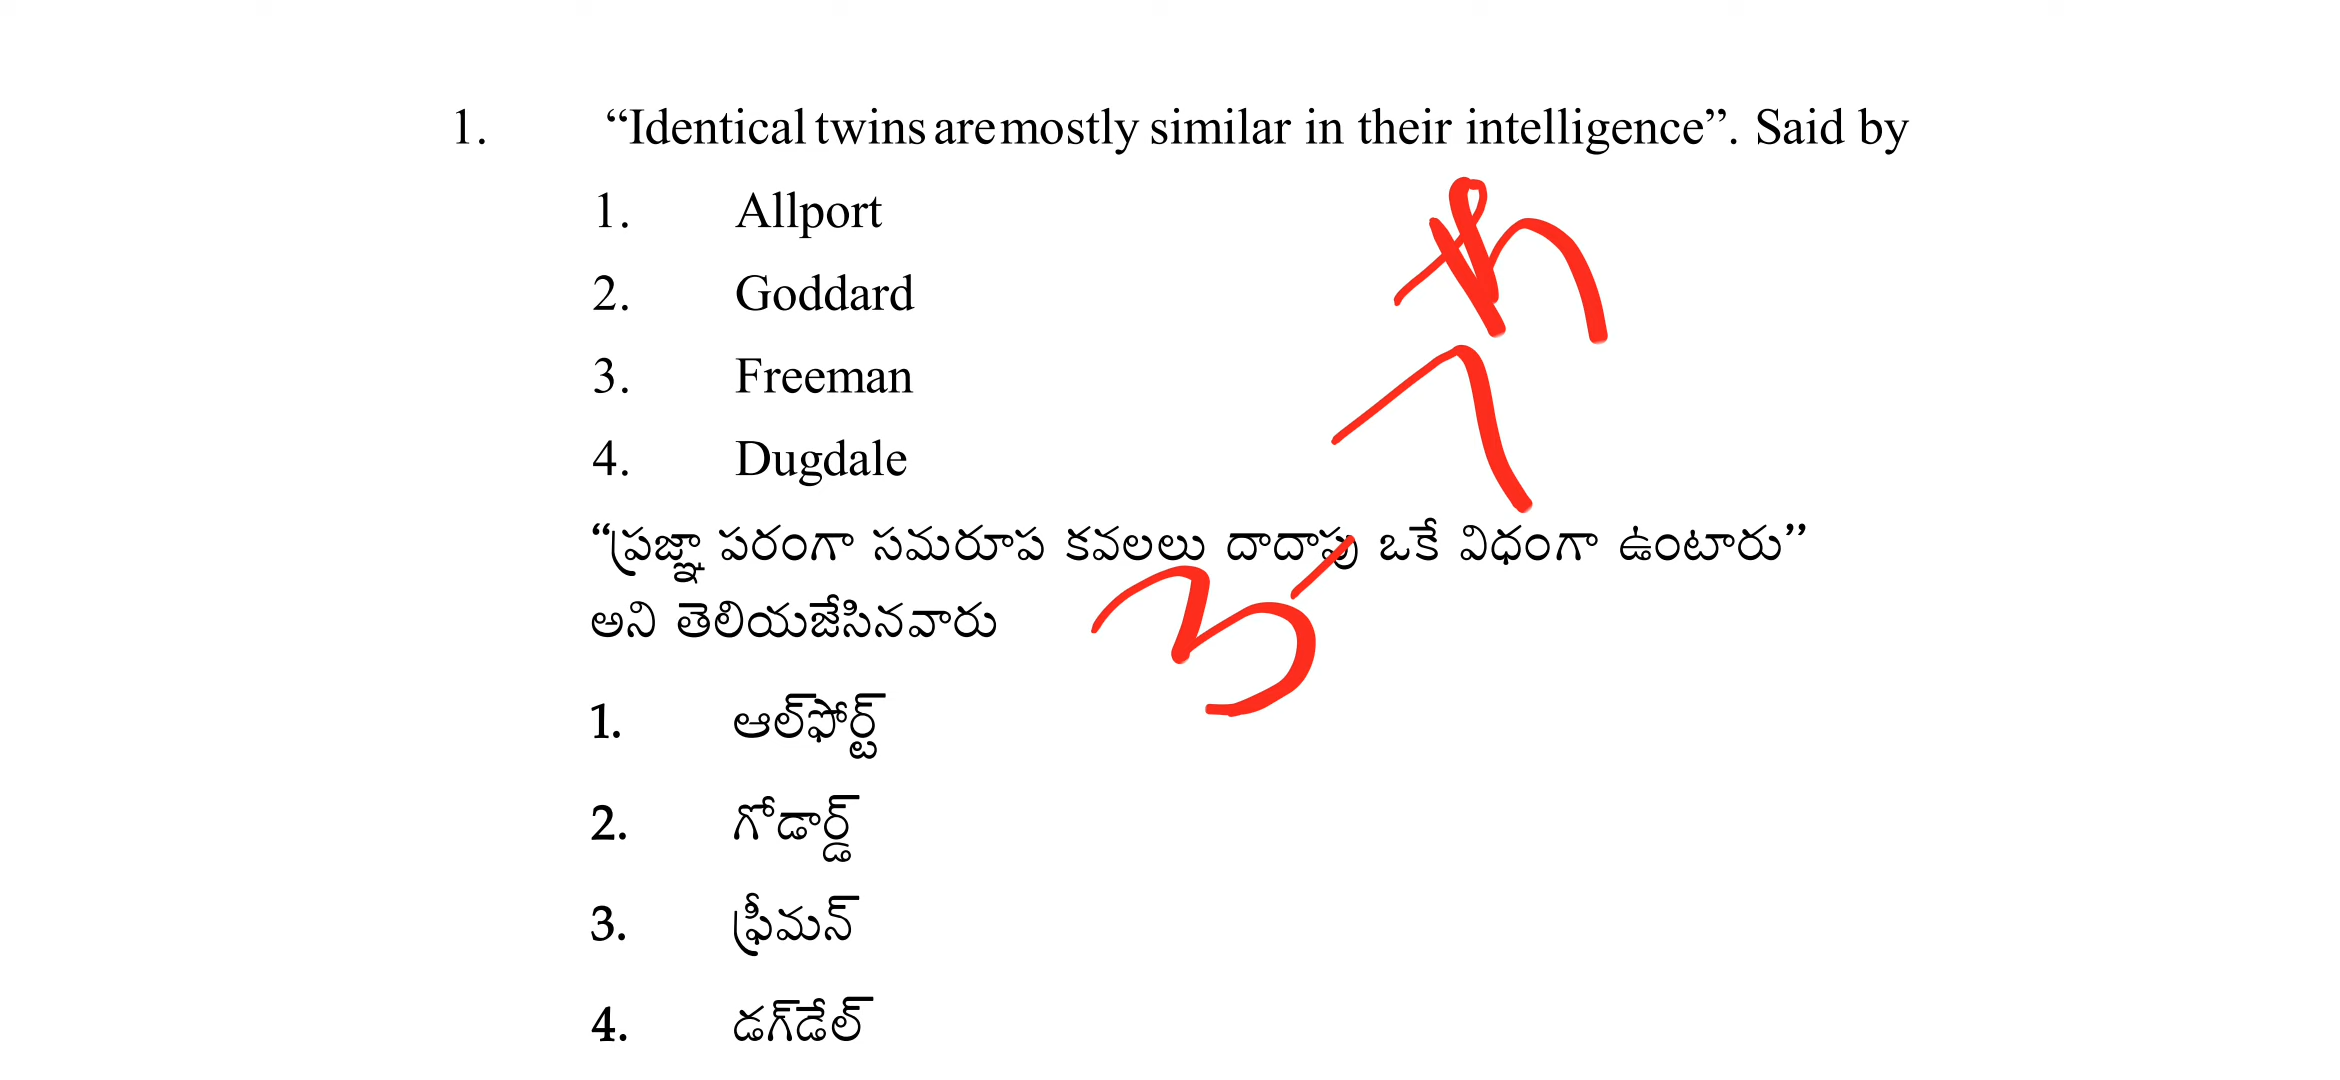 1. “Identical twins are mostly similar in their intelligence”. Said by
1. Allport
2. Goddard
3. Freeman
4. Dugdale
“ప్రజ్ఞా పరంగా సమరూప కవలలు దాదాపు ఒకే విధంగా ఉంటారు”
అని తెలియజేసినవారు
1. ఆల్‌ఫోర్ట్
2. గోడార్డ్
3. ఫ్రీమన్
4. డగ్‌డేల్